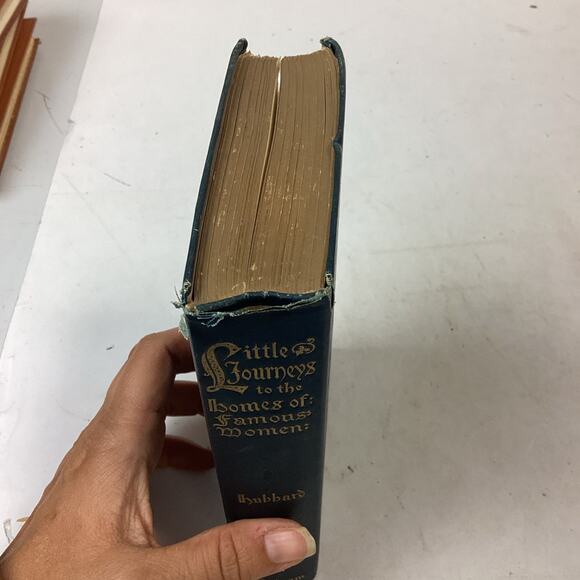 Little
Journeys
to the
Homes of:
Famous
Women:
Hubbard